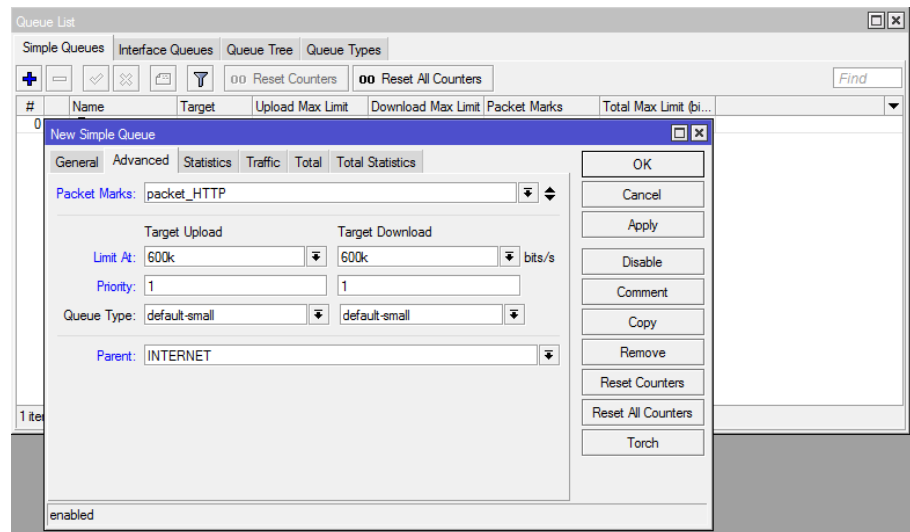 Queue List
Simple Queues Interface Queues Queue Tree Queue Types
00 Reset Counters 00 Reset All Counters Find
# Name Target Upload Max Limit Download Max Limit Packet Marks Total Max Limit (bi...
0
New Simple Queue
General Advanced Statistics Traffic Total Total Statistics
OK
Packet Marks: packet_HTTP
Cancel
Apply
Target Upload Target Download
Limit At: 600k 600k bits/s
Disable
Priority: 1 1
Comment
Queue Type: default-small default-small
Copy
Parent: INTERNET
Remove
Reset Counters
1 iter
Reset All Counters
Torch
enabled